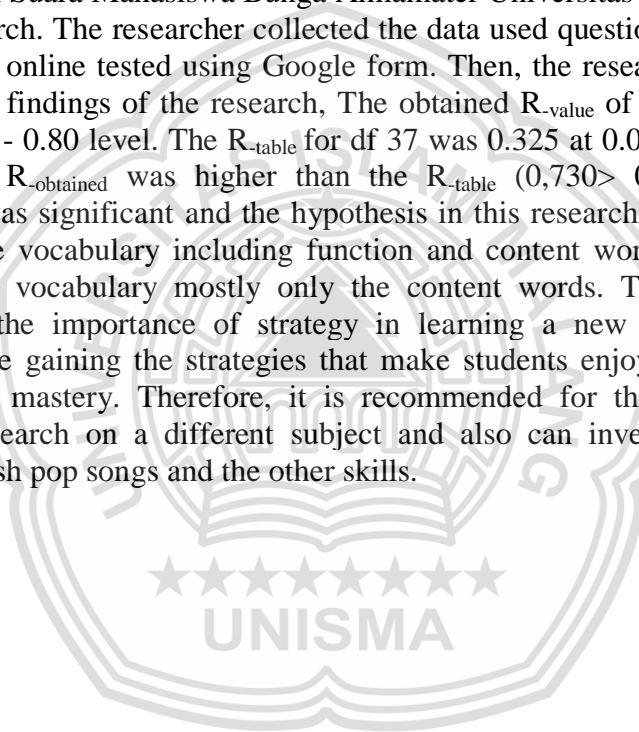 Suara Mahasiswa Bunga Almamater Universitas
rch. The researcher collected the data used questio
online tested using Google form. Then, the resea
findings of the research, The obtained R-value of
- 0.80 level. The R-table for df 37 was 0.325 at 0.0
R-obtained was higher than the R-table (0,730> 0
as significant and the hypothesis in this research
e vocabulary including function and content wor
vocabulary mostly only the content words. T
the importance of strategy in learning a new
e gaining the strategies that make students enjoy
mastery. Therefore, it is recommended for th
search on a different subject and also can inve
sh pop songs and the other skills.
UNIVERSITAS ISLAM MALANG
UNISMA